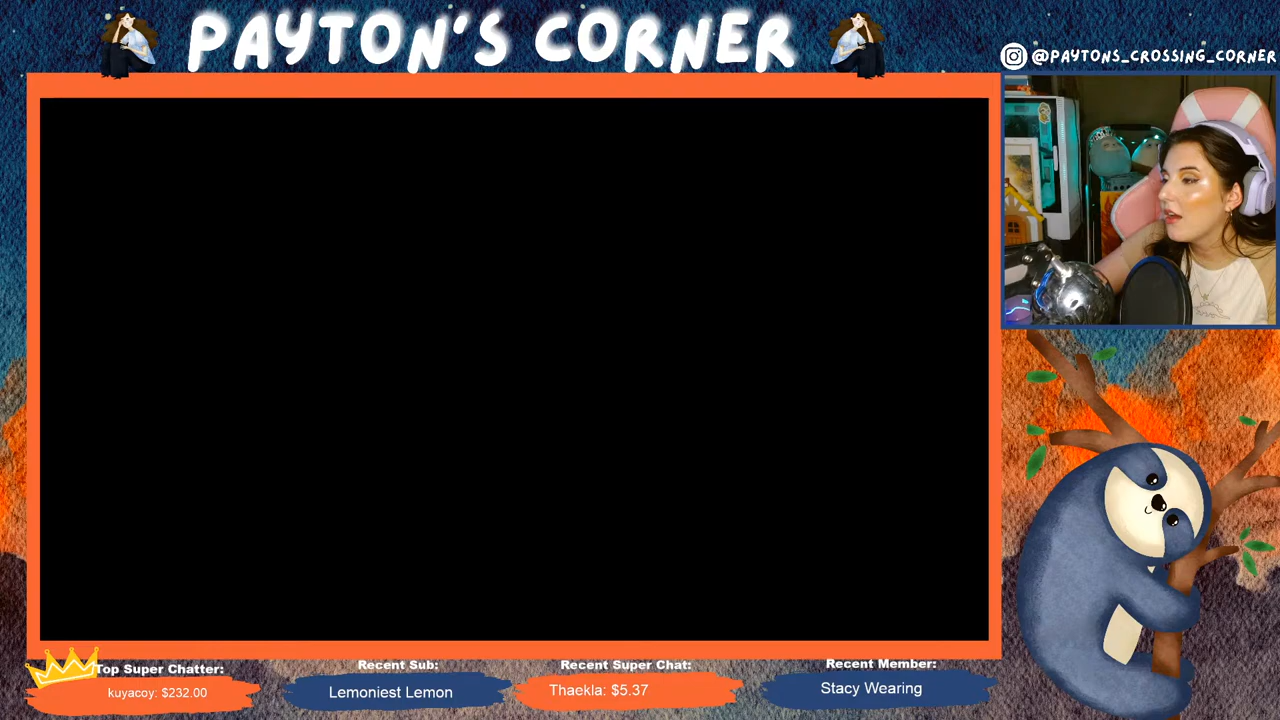 PAYTON'S CORNER
@PAYTONS_CROSSING_CORNER
Top Super Chatter:
kuyacoy: $232.00
Recent Sub:
Lemoniest Lemon
Recent Super Chat:
Thaekla: $5.37
Recent Member:
Stacy Wearing